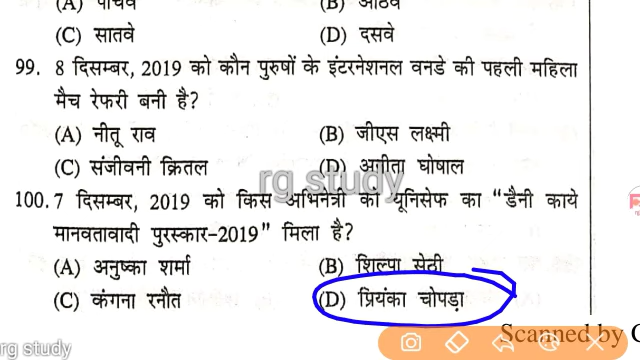 (C) सातवे (D) दसवे
99. 8 दिसम्बर, 2019 को कौन पुरुषों के इंटरनेशनल वनडे की पहली महिला
मैच रेफरी बनी है?
(A) नीतू राव (B) जीएस लक्ष्मी
(C) संजीवनी क्रितल (D) अनीता घोषाल
rg study
100. 7 दिसम्बर, 2019 को किस अभिनेत्री को यूनिसेफ का “डैनी काये
मानवतावादी पुरस्कार-2019” मिला है?
(A) अनुष्का शर्मा (B) शिल्पा सेठी
(C) कंगना रनौत (D) प्रियंका चोपड़ा
rg study
Scanned by